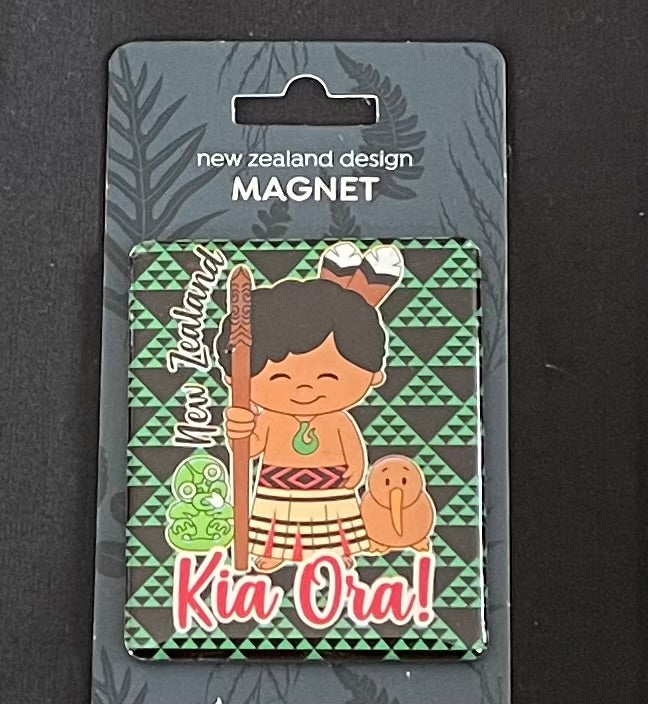 new zealand design
MAGNET
New Zealand
Kia Ora!